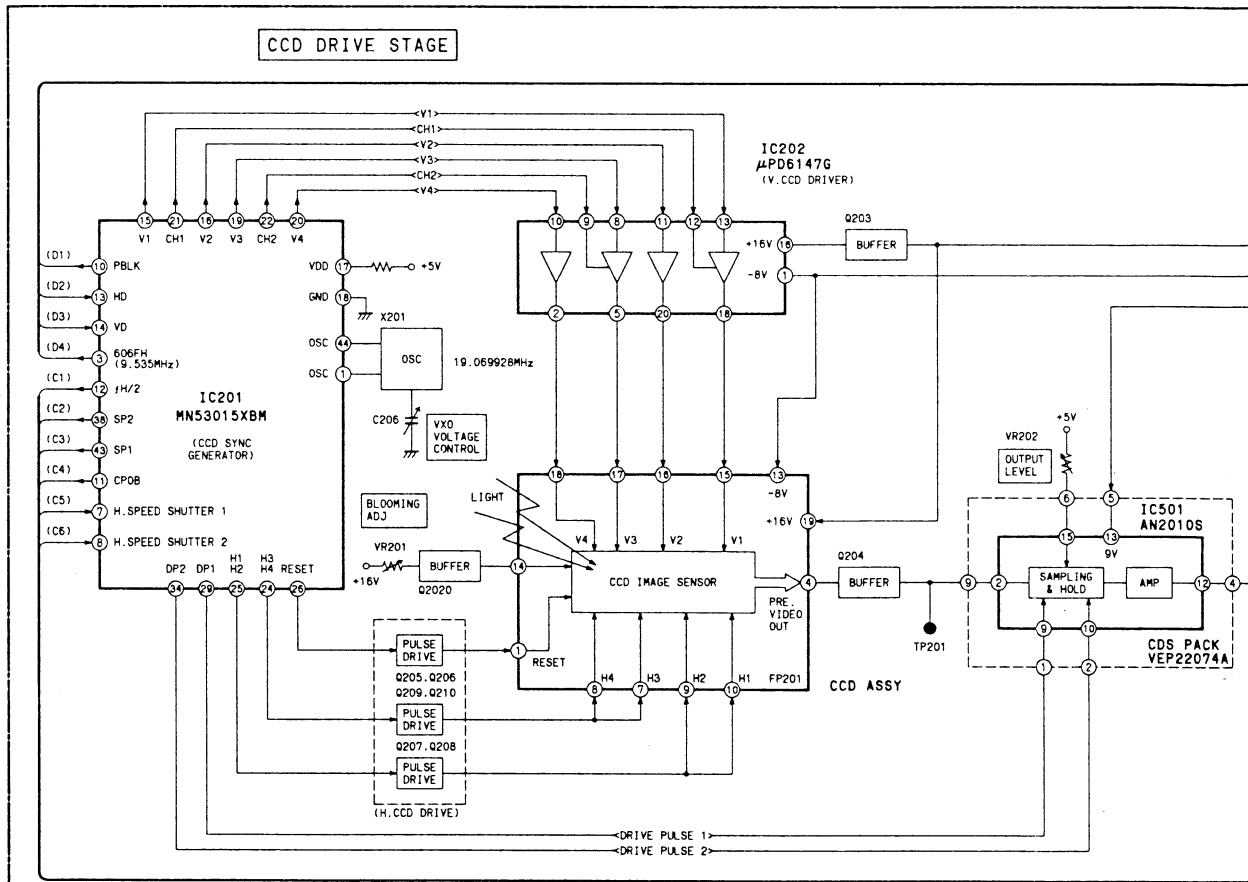 CCD DRIVE STAGE
<V1>
<CH1>
<V2>
<V3>
<CH2>
<V4>
IC202
μPD6147G
(V.CCD DRIVER)
15 21 16 19 22 20
V1 CH1 V2 V3 CH2 V4
10 9 8 11 12 13
+16V 16
-8V 1
Q203
BUFFER
2 5 20 18
(D1) 10 PBLK
(D2) 13 HD
(D3) 14 VD
(D4) 3 606FH
(9.535MHz)
(C1) 12 fH/2
(C2) 38 SP2
(C3) 43 SP1
(C4) 11 CPOB
(C5) 7 H.SPEED SHUTTER 1
(C6) 8 H.SPEED SHUTTER 2
VDD 17 +5V
GND 18
OSC 44
OSC 1
IC201
MN53015XBM
(CCD SYNC
GENERATOR)
X201
OSC
19.069928MHz
C206
VXO
VOLTAGE
CONTROL
DP2 DP1 H1 H2 H3 H4 RESET
34 29 25 24 26
BLOOMING
ADJ
LIGHT
VR201
+16V
BUFFER
Q2020
18 17 16 15 13
-8V
+16V 19
14
V4 V3 V2 V1
CCD IMAGE SENSOR
4
PRE.
VIDEO
OUT
1 RESET
H4 H3 H2 H1
8 7 9 10
FP201
CCD ASSY
Q204
BUFFER
TP201
+5V
VR202
OUTPUT
LEVEL
6 5
IC501
AN2010S
15 13
9V
9 2
SAMPLING
& HOLD
AMP
12 4
9 10
CDS PACK
VEP22074A
1 2
PULSE
DRIVE
Q205.Q206
Q209.Q210
PULSE
DRIVE
Q207.Q208
PULSE
DRIVE
(H.CCD DRIVE)
<DRIVE PULSE 1>
<DRIVE PULSE 2>